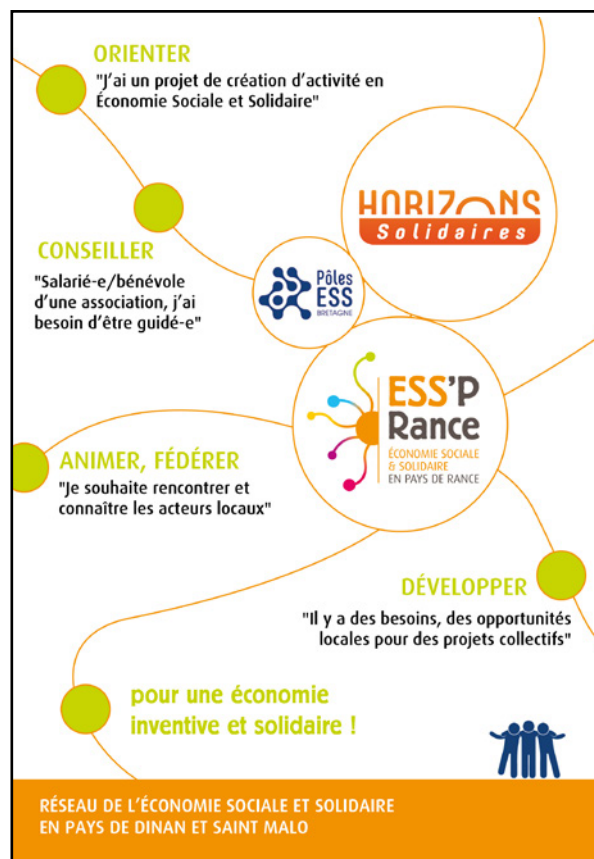 ORIENTER
"J'ai un projet de création d'activité en
Économie Sociale et Solidaire"
HORIZONS
Solidaires
CONSEILLER
"Salarié-e/bénévole
d'une association, j'ai
besoin d'être guidé-e"
Pôles
ESS
BRETAGNE
ESS'P
Rance
ÉCONOMIE SOCIALE
& SOLIDAIRE
EN PAYS DE RANCE
ANIMER, FÉDÉRER
"Je souhaite rencontrer et
connaître les acteurs locaux"
DÉVELOPPER
"Il y a des besoins, des opportunités
locales pour des projets collectifs"
pour une économie
inventive et solidaire !
RÉSEAU DE L'ÉCONOMIE SOCIALE ET SOLIDAIRE
EN PAYS DE DINAN ET SAINT MALO